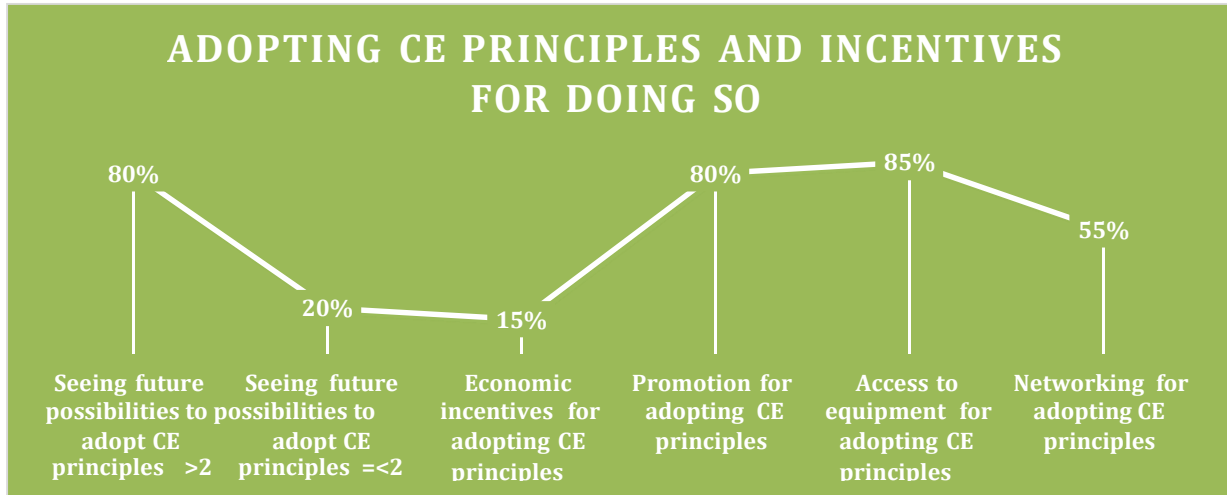 ADOPTING CE PRINCIPLES AND INCENTIVES
FOR DOING SO
80%
20%
15%
80%
85%
55%
Seeing future
possibilities to
adopt CE
principles >2
Seeing future
possibilities to
adopt CE
principles =<2
Economic
incentives for
adopting CE
principles
Promotion for
adopting CE
principles
Access to
equipment for
adopting CE
principles
Networking for
adopting CE
principles